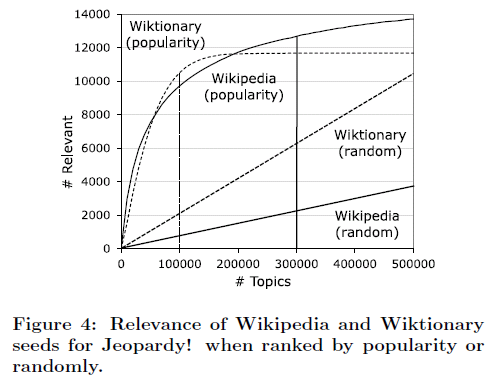 14000
12000
10000
8000
6000
4000
2000
0
# Relevant
Wiktionary
(popularity)
Wikipedia
(popularity)
Wiktionary
(random)
Wikipedia
(random)
0 100000 200000 300000 400000 500000
# Topics
Figure 4: Relevance of Wikipedia and Wiktionary
seeds for Jeopardy! when ranked by popularity or
randomly.